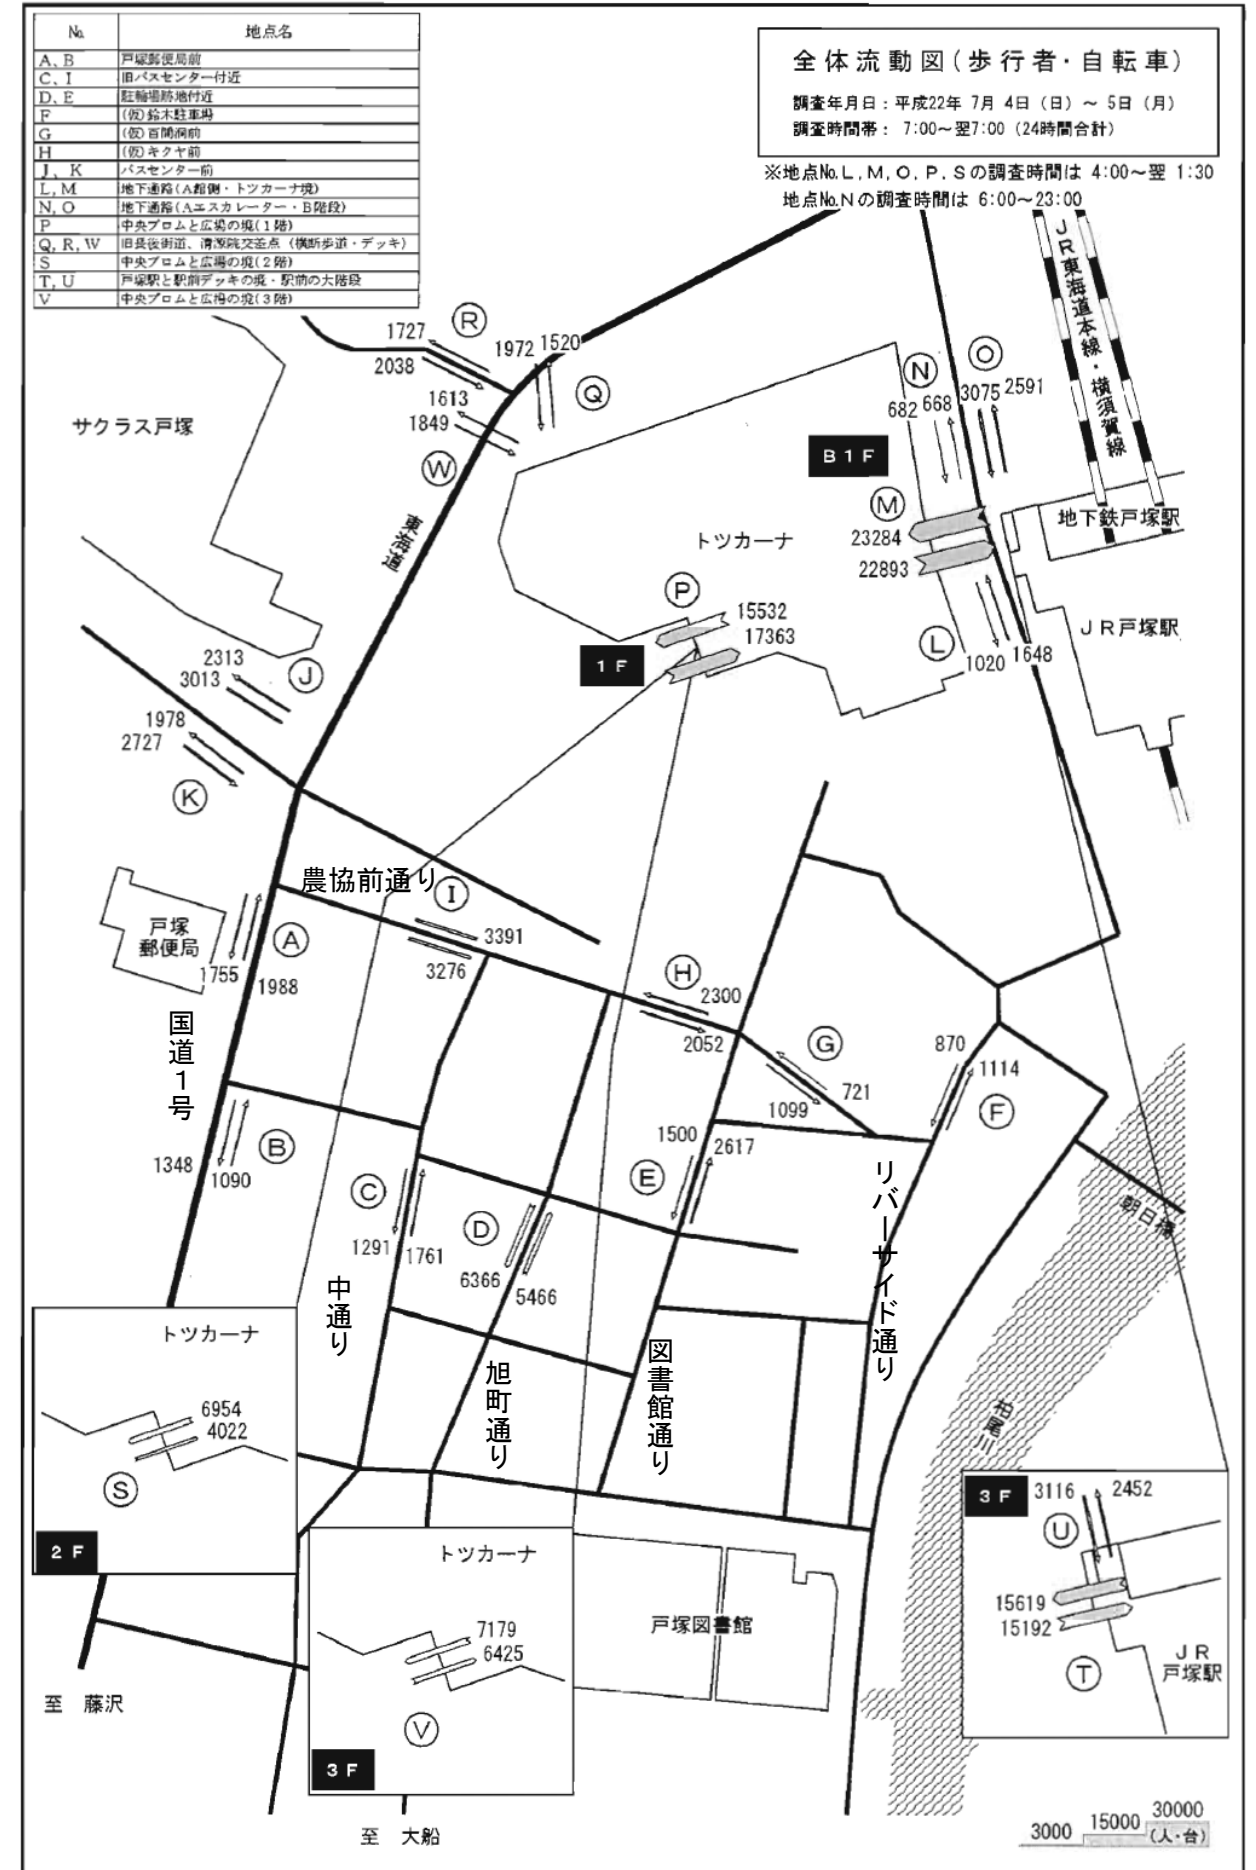 № 地点名
A, B 戸塚郵便局前
C, I 旧バスセンター付近
D, E 駐輪場跡地付近
F (仮)鈴木駐車場
G (仮)百間洞前
H (仮)キクヤ前
J, K バスセンター前
L, M 地下通路(A館側・トツカーナ境)
N, O 地下通路(Aエスカレーター・B階段)
P 中央プロムと広場の境(1階)
Q, R, W 旧長後街道、清源院交差点(横断歩道・デッキ)
S 中央プロムと広場の境(2階)
T, U 戸塚駅と駅前デッキの境・駅前の大階段
V 中央プロムと広場の境(3階)
全体流動図(歩行者・自転車)
調査年月日:平成22年 7月 4日(日)~ 5日(月)
調査時間帯: 7:00~翌7:00(24時間合計)
※地点№L, M, O, P, Sの調査時間は 4:00~翌 1:30
地点№Nの調査時間は 6:00~23:00
JR東海道本線・横須賀線
1727
R
2038
1972
1520
Q
1613
1849
W
サクラス戸塚
東海道
N
O
682
668
3075
2591
B1F
M
23284
22893
トツカーナ
地下鉄戸塚駅
P
15532
17363
1F
L
1020
1648
JR戸塚駅
2313
3013
J
1978
2727
K
農協前通り
I
戸塚
郵便局
A
1755
1988
3391
3276
H
2300
2052
国道1号
G
721
1099
870
1114
F
B
1348
1090
C
1291
1761
D
6366
5466
1500
2617
E
リバーサイド通り
朝日橋
中通り
旭町通り
図書館通り
柏尾川
トツカーナ
6954
4022
S
2F
トツカーナ
7179
6425
V
3F
3F
3116
2452
U
15619
15192
T
JR
戸塚駅
戸塚図書館
至 藤沢
至 大船
3000
15000
30000
(人・台)